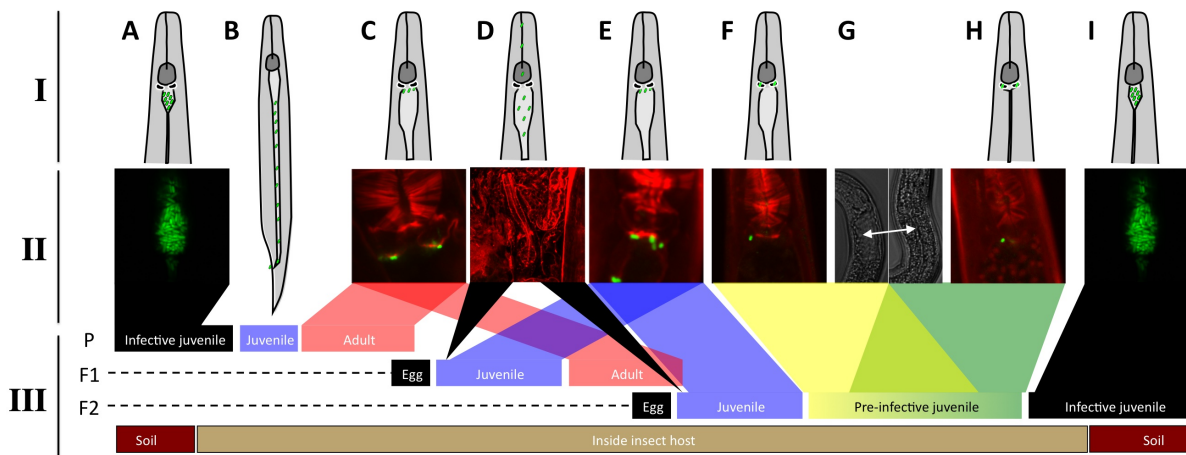 A B C D E F G H I
I
II
III
P Infective juvenile Juvenile Adult
F1 Egg Juvenile Adult
F2 Egg Juvenile Pre-infective juvenile Infective juvenile
Soil Inside insect host Soil